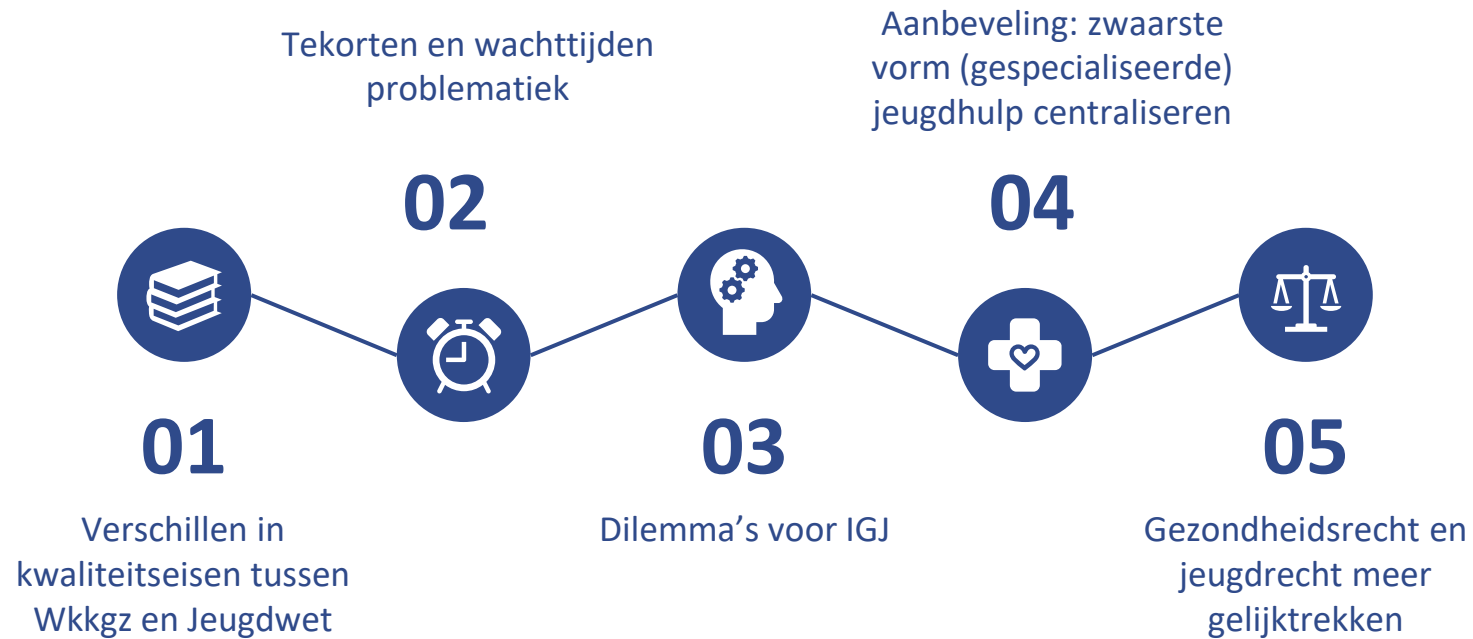 01
Verschillen in
kwaliteitseisen tussen
Wkkgz en Jeugdwet
Tekorten en wachttijden
problematiek
02
03
Dilemma’s voor IGJ
Aanbeveling: zwaarste
vorm (gespecialiseerde)
jeugdhulp centraliseren
04
05
Gezondheidsrecht en
jeugdrecht meer
gelijktrekken